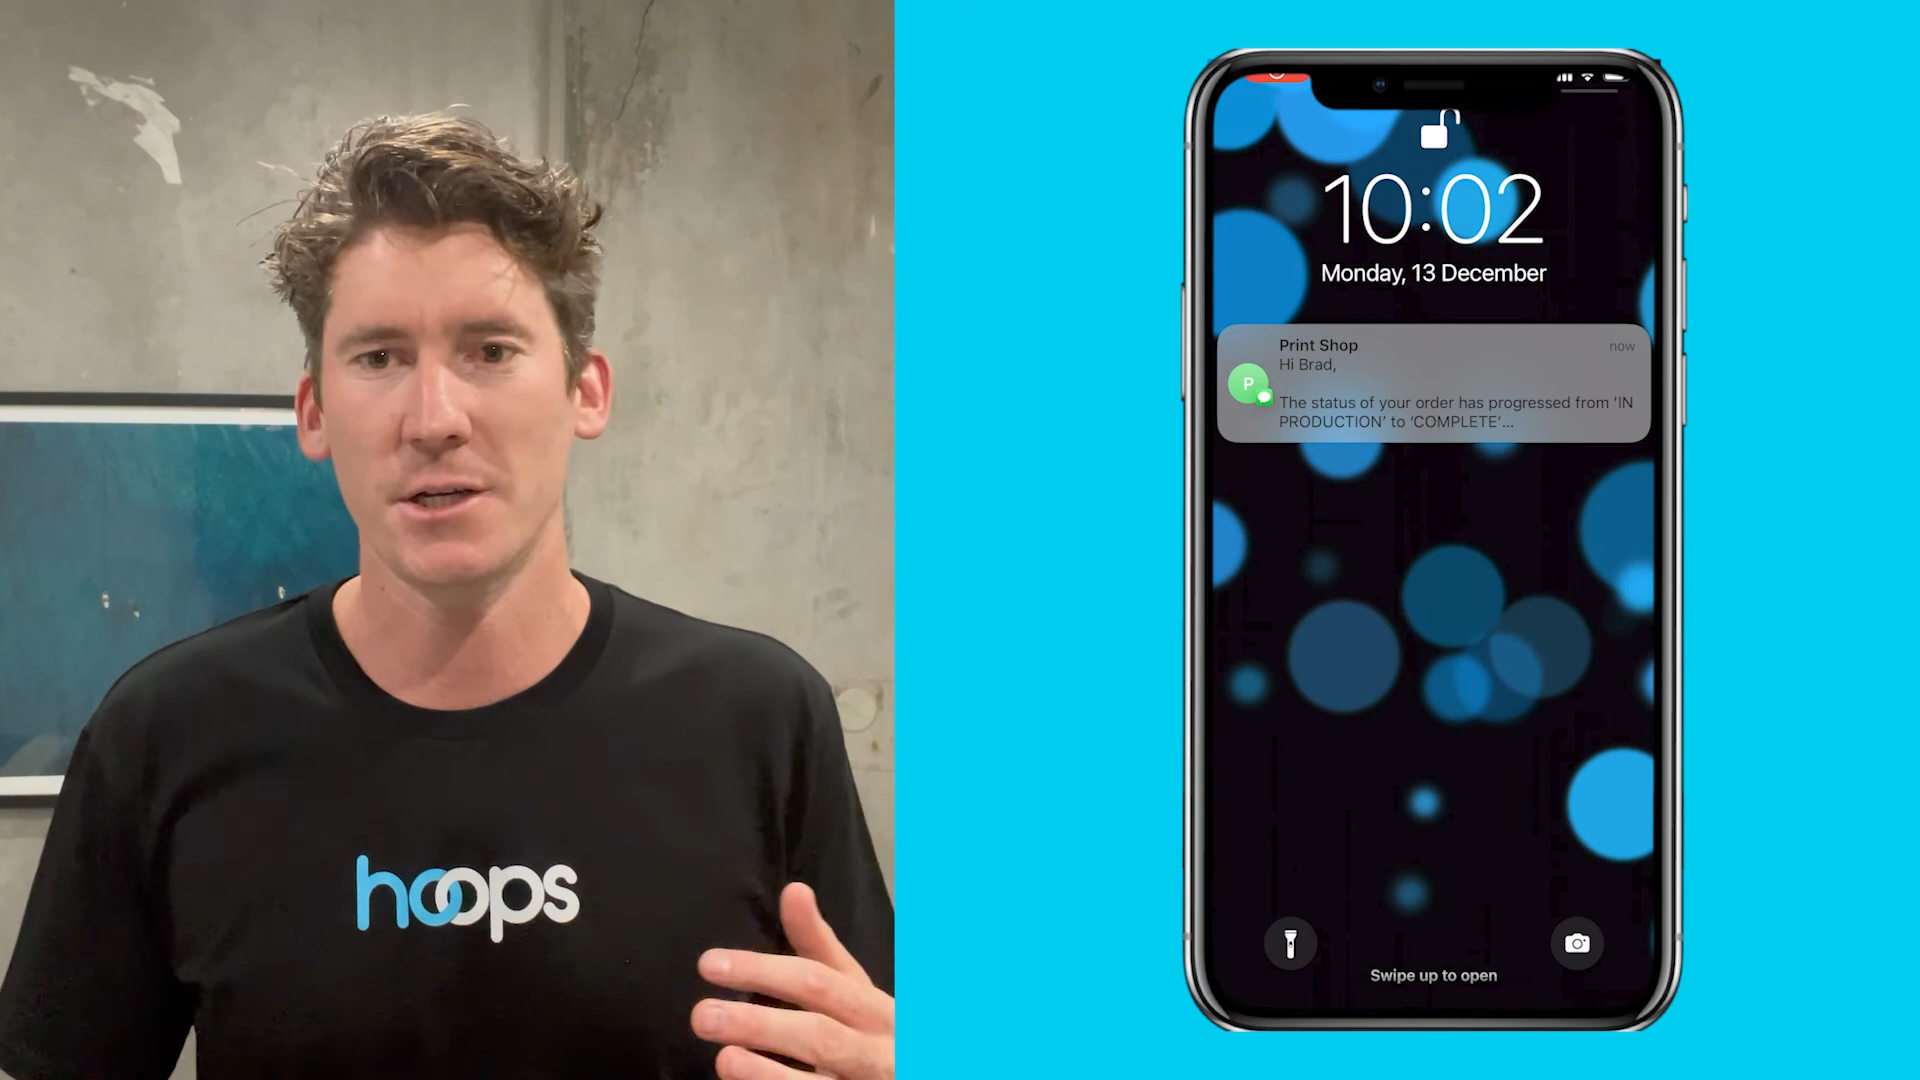 hoops
10:02
Monday, 13 December
Print Shop
now
Hi Brad,
P
The status of your order has progressed from 'IN
PRODUCTION' to 'COMPLETE'...
Swipe up to open